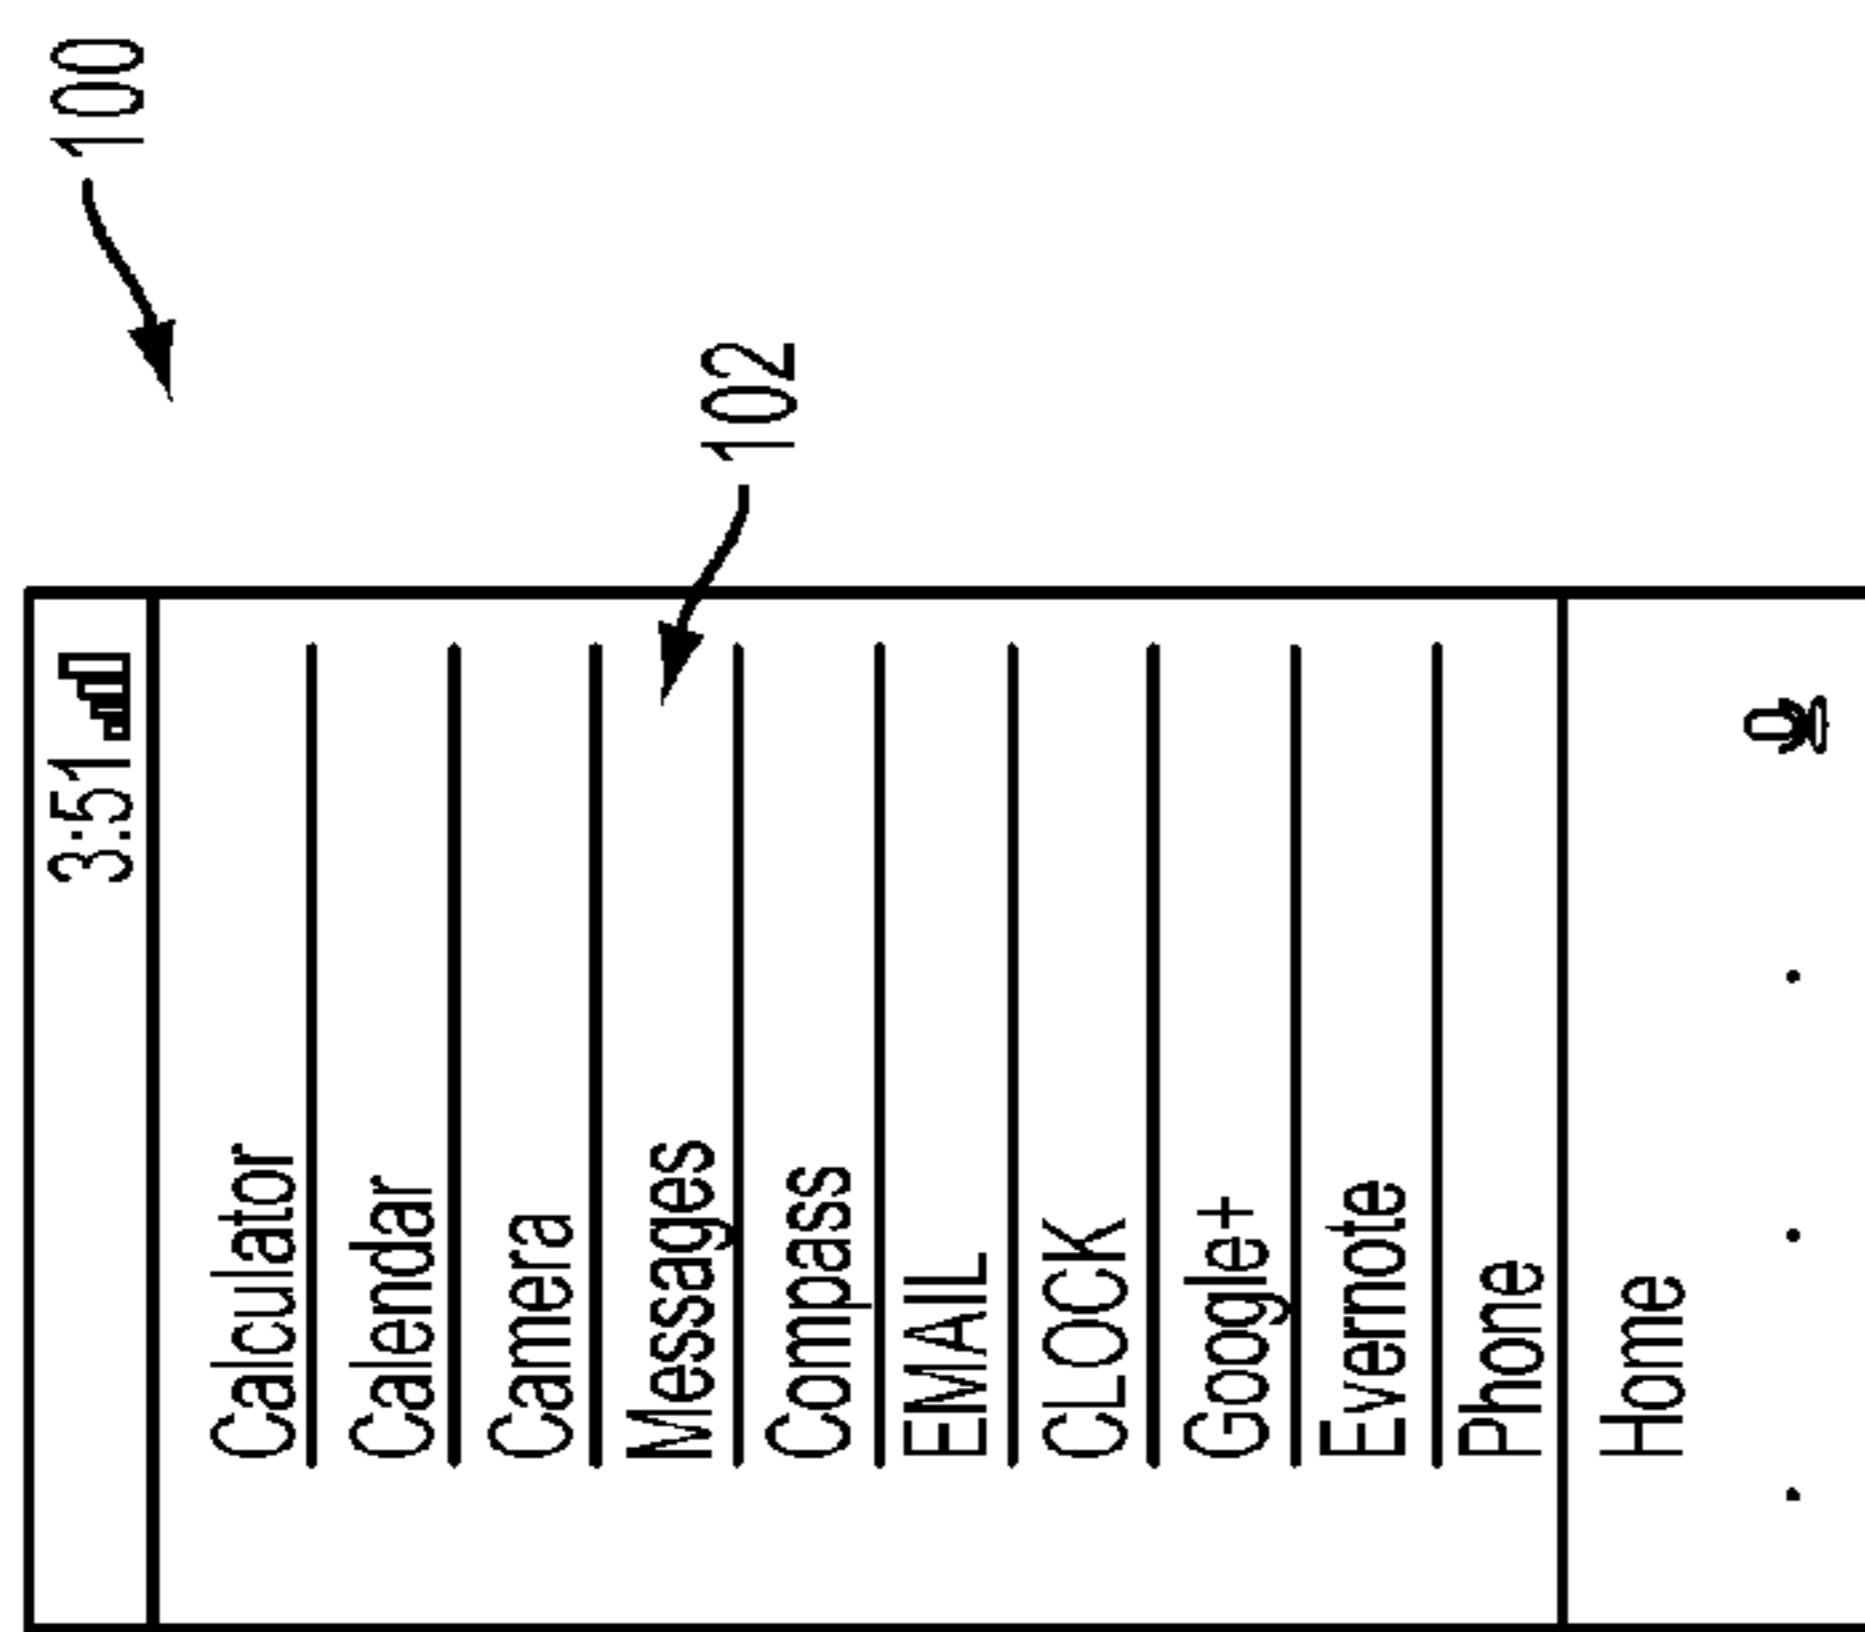 100
3:51
102
Calculator
Calendar
Camera
Messages
Compass
EMAIL
CLOCK
Google+
Evernote
Phone
Home